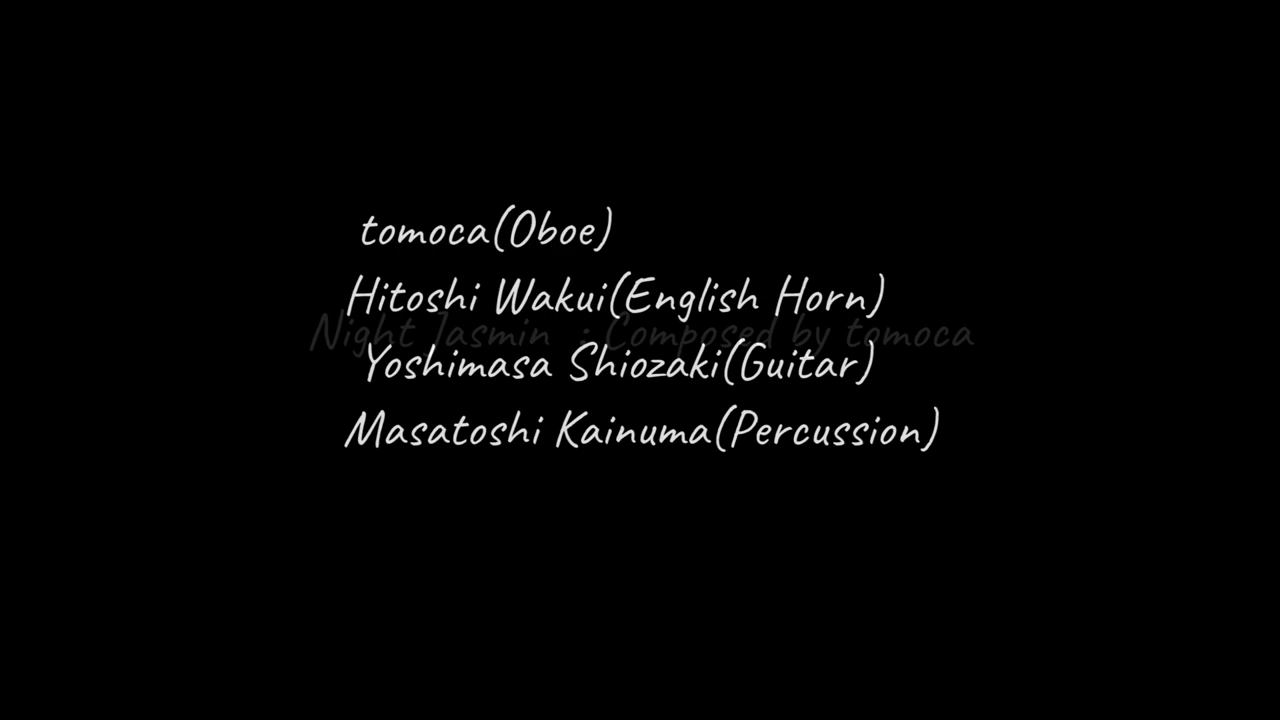 tomoca(Oboe)
Hitoshi Wakui(English Horn)
Night Jasmin : Composed by tomoca
Yoshimasa Shiozaki(Guitar)
Masatoshi Kainuma(Percussion)